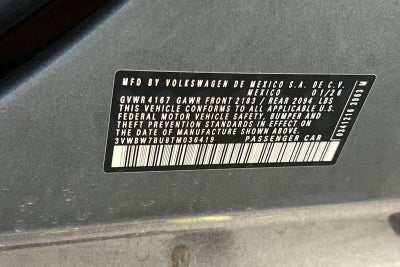 MFD BY VOLKSWAGEN DE MEXICO S.A. DE C.V.
MEXICO 01/26
GVWR 4167 GAWR FRONT 2183 / REAR 2094 LBS
THIS VEHICLE CONFORMS TO ALL APPLICABLE
FEDERAL MOTOR VEHICLE SAFETY, BUMPER AND
THEFT PREVENTION STANDARDS IN EFFECT ON
THE DATE OF MANUFACTURE SHOWN ABOVE.
3VWBW7BU8TM036419 PASSENGER CAR